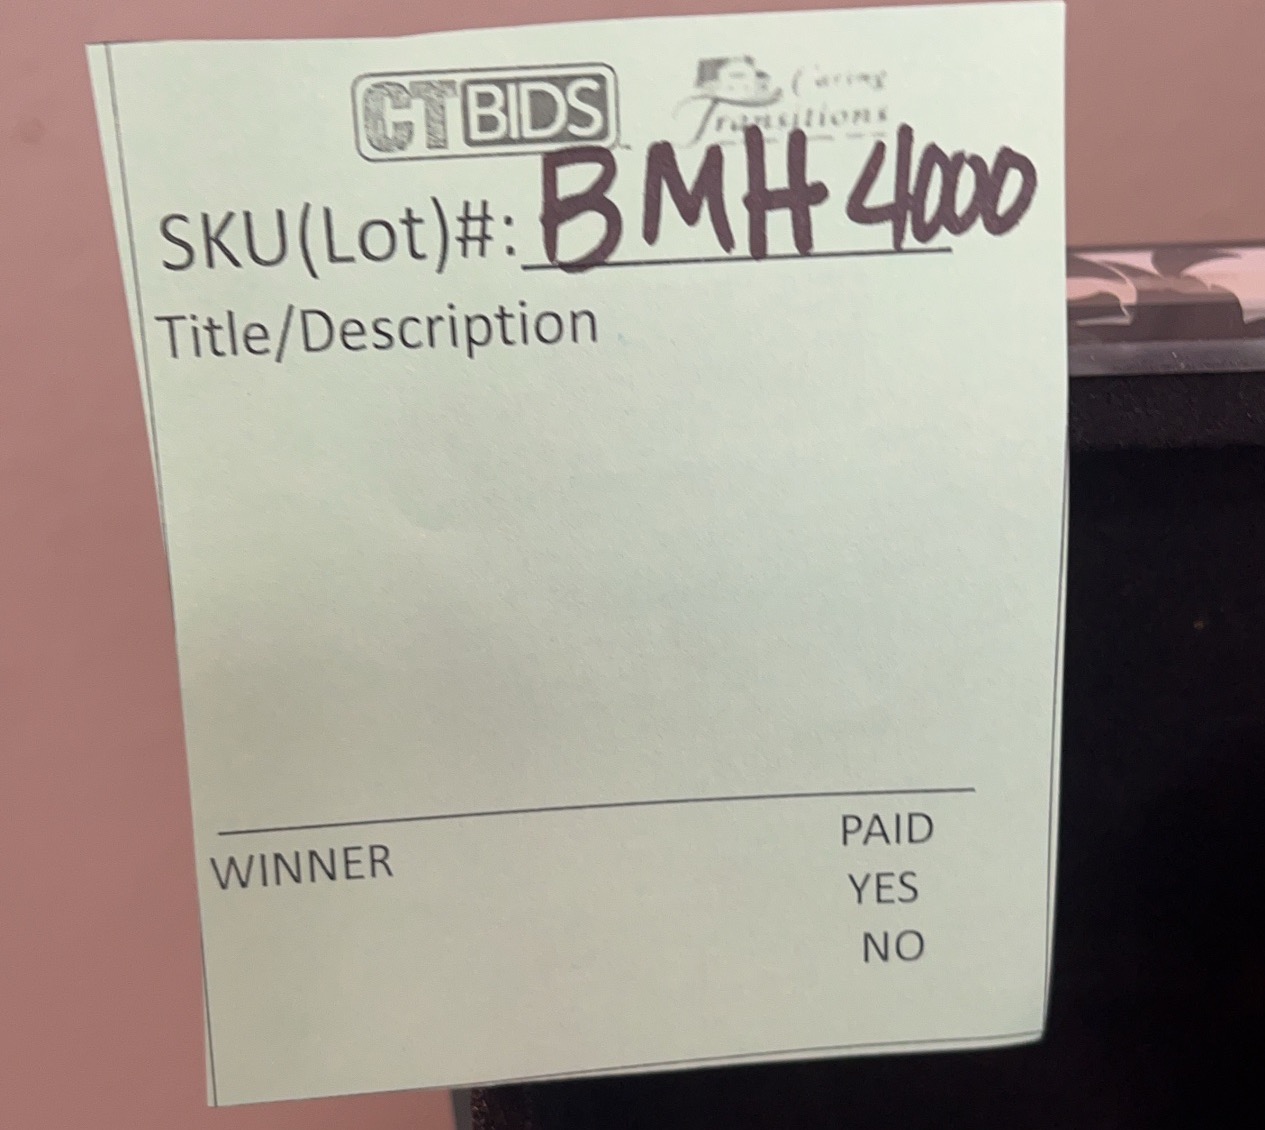 CTBIDS Caring Transitions
SKU(Lot)#: BMH 4000
Title/Description
WINNER PAID
YES
NO